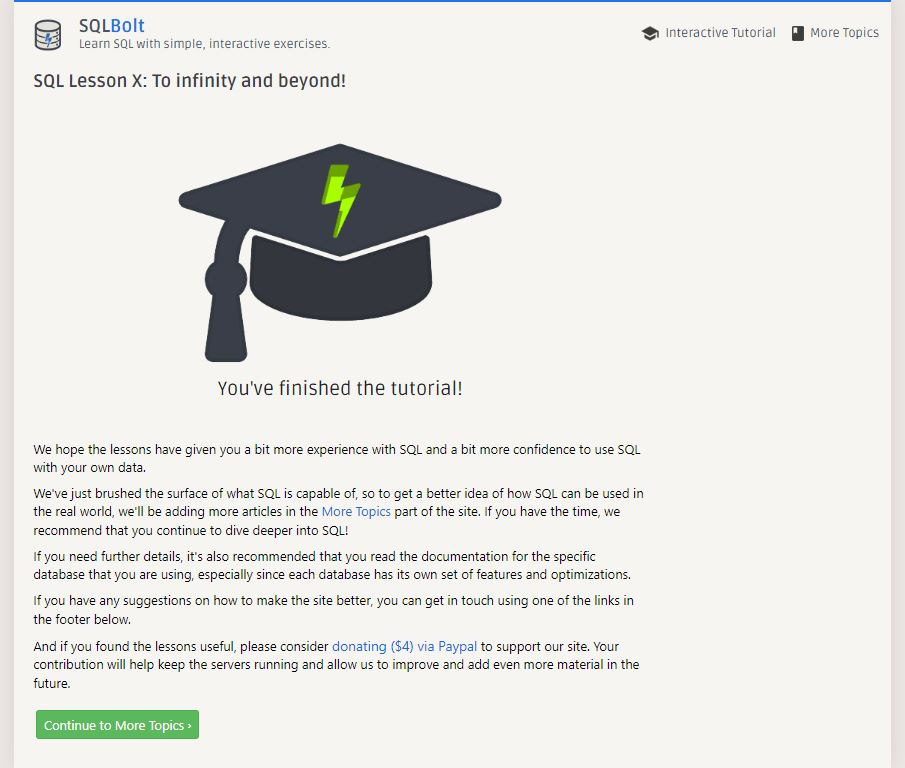 SQLBolt
Learn SQL with simple, interactive exercises.
Interactive Tutorial
More Topics
SQL Lesson X: To infinity and beyond!
You've finished the tutorial!
We hope the lessons have given you a bit more experience with SQL and a bit more confidence to use SQL
with your own data.
We've just brushed the surface of what SQL is capable of, so to get a better idea of how SQL can be used in
the real world, we'll be adding more articles in the More Topics part of the site. If you have the time, we
recommend that you continue to dive deeper into SQL!
If you need further details, it's also recommended that you read the documentation for the specific
database that you are using, especially since each database has its own set of features and optimizations.
If you have any suggestions on how to make the site better, you can get in touch using one of the links in
the footer below.
And if you found the lessons useful, please consider donating ($4) via Paypal to support our site. Your
contribution will help keep the servers running and allow us to improve and add even more material in the
future.
Continue to More Topics ›